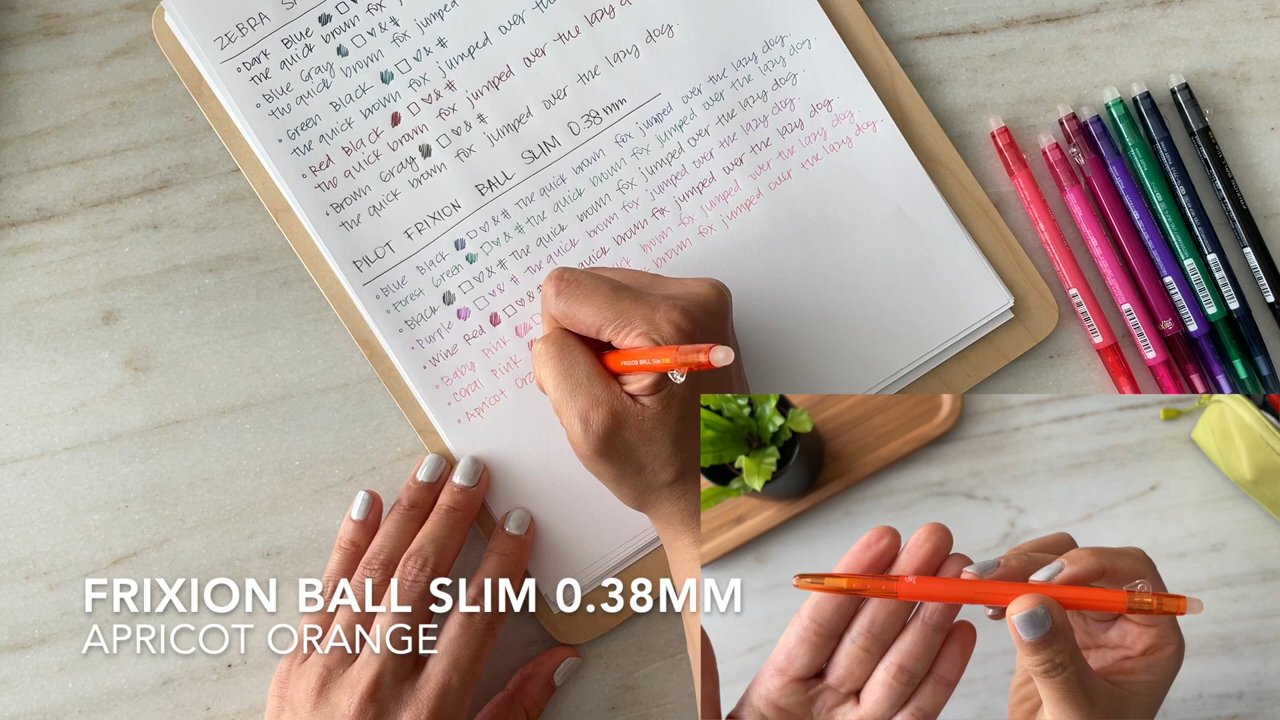 ZEBRA
• Dark Blue □ ♡ & #
the quick brown fox jumped
• Blue Gray □ ♡ & #
the quick brown fox jumped over the
• Green Black □ ♡ & #
the quick brown fox jumped over the lazy
• Red Black □ ♡ & #
the quick brown fox jumped over the lazy dog.
• Brown Gray □ ♡ & #
the quick brown fox jumped over the lazy dog.
PILOT FRIXION BALL SLIM 0.38mm
• Blue Black □ ♡ & # The quick brown fox jumped over the lazy dog.
• Forest Green □ ♡ & # the quick brown fox jumped over the lazy dog.
• Black □ ♡ & # The quick brown fox jumped over the lazy dog.
• Purple □ ♡ & # the quick brown fox jumped over the lazy dog.
• Wine Red □ ♡ & # quick brown fox jumped over the lazy dog.
• Baby Pink brown fox jumped over the lazy dog.
• Coral Pink brown fox jumped over the lazy dog.
• Apricot Or
FRIXION BALL Slim
FRIXION BALL SLIM 0.38MM
APRICOT ORANGE